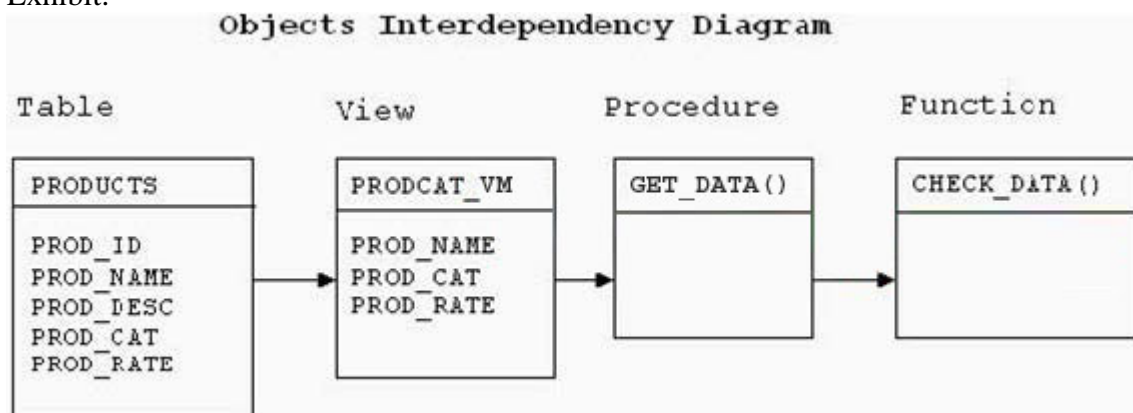 Exhibit:
Objects Interdependency Diagram
Table
View
Procedure
Function
PRODUCTS
PROD_ID
PROD_NAME
PROD_DESC
PROD_CAT
PROD_RATE
PRODCAT_VM
PROD_NAME
PROD_CAT
PROD_RATE
GET_DATA()
CHECK_DATA()